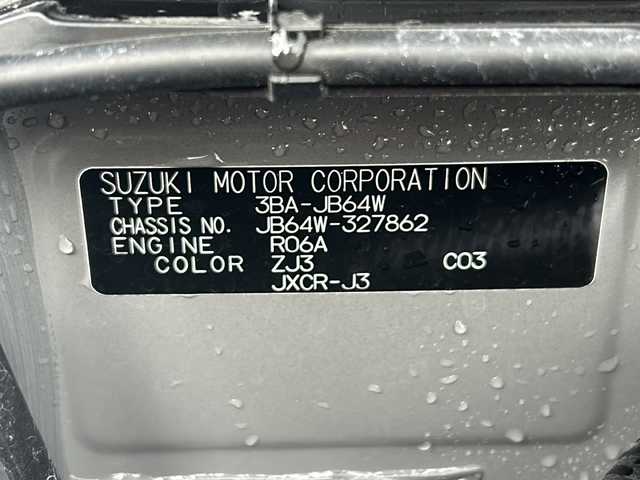 SUZUKI MOTOR CORPORATION
TYPE 3BA-JB64W
CHASSIS NO. JB64W-327862
ENGINE R06A
COLOR ZJ3 C03
JXCR-J3